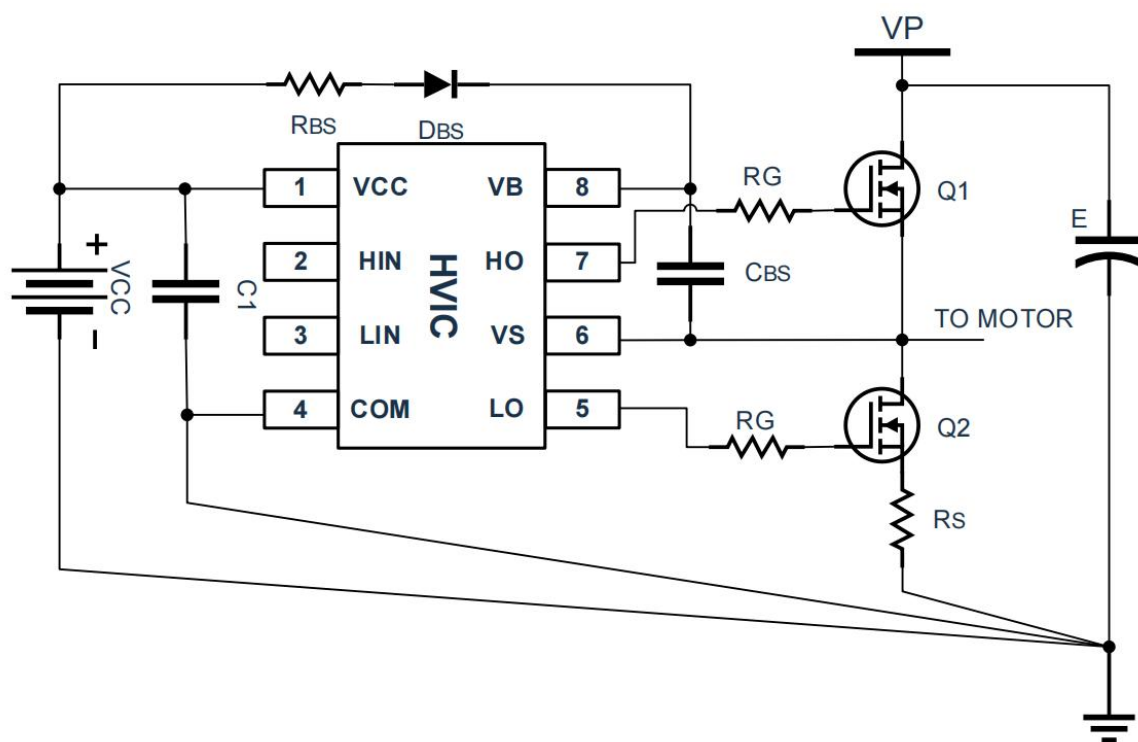 VP
RBS
DBS
1 VCC VB 8
RG
Q1
2 HIN HO 7
E
+
VCC
-
C1
HVIC
CBS
3 LIN VS 6
TO MOTOR
4 COM LO 5
RG
Q2
RS